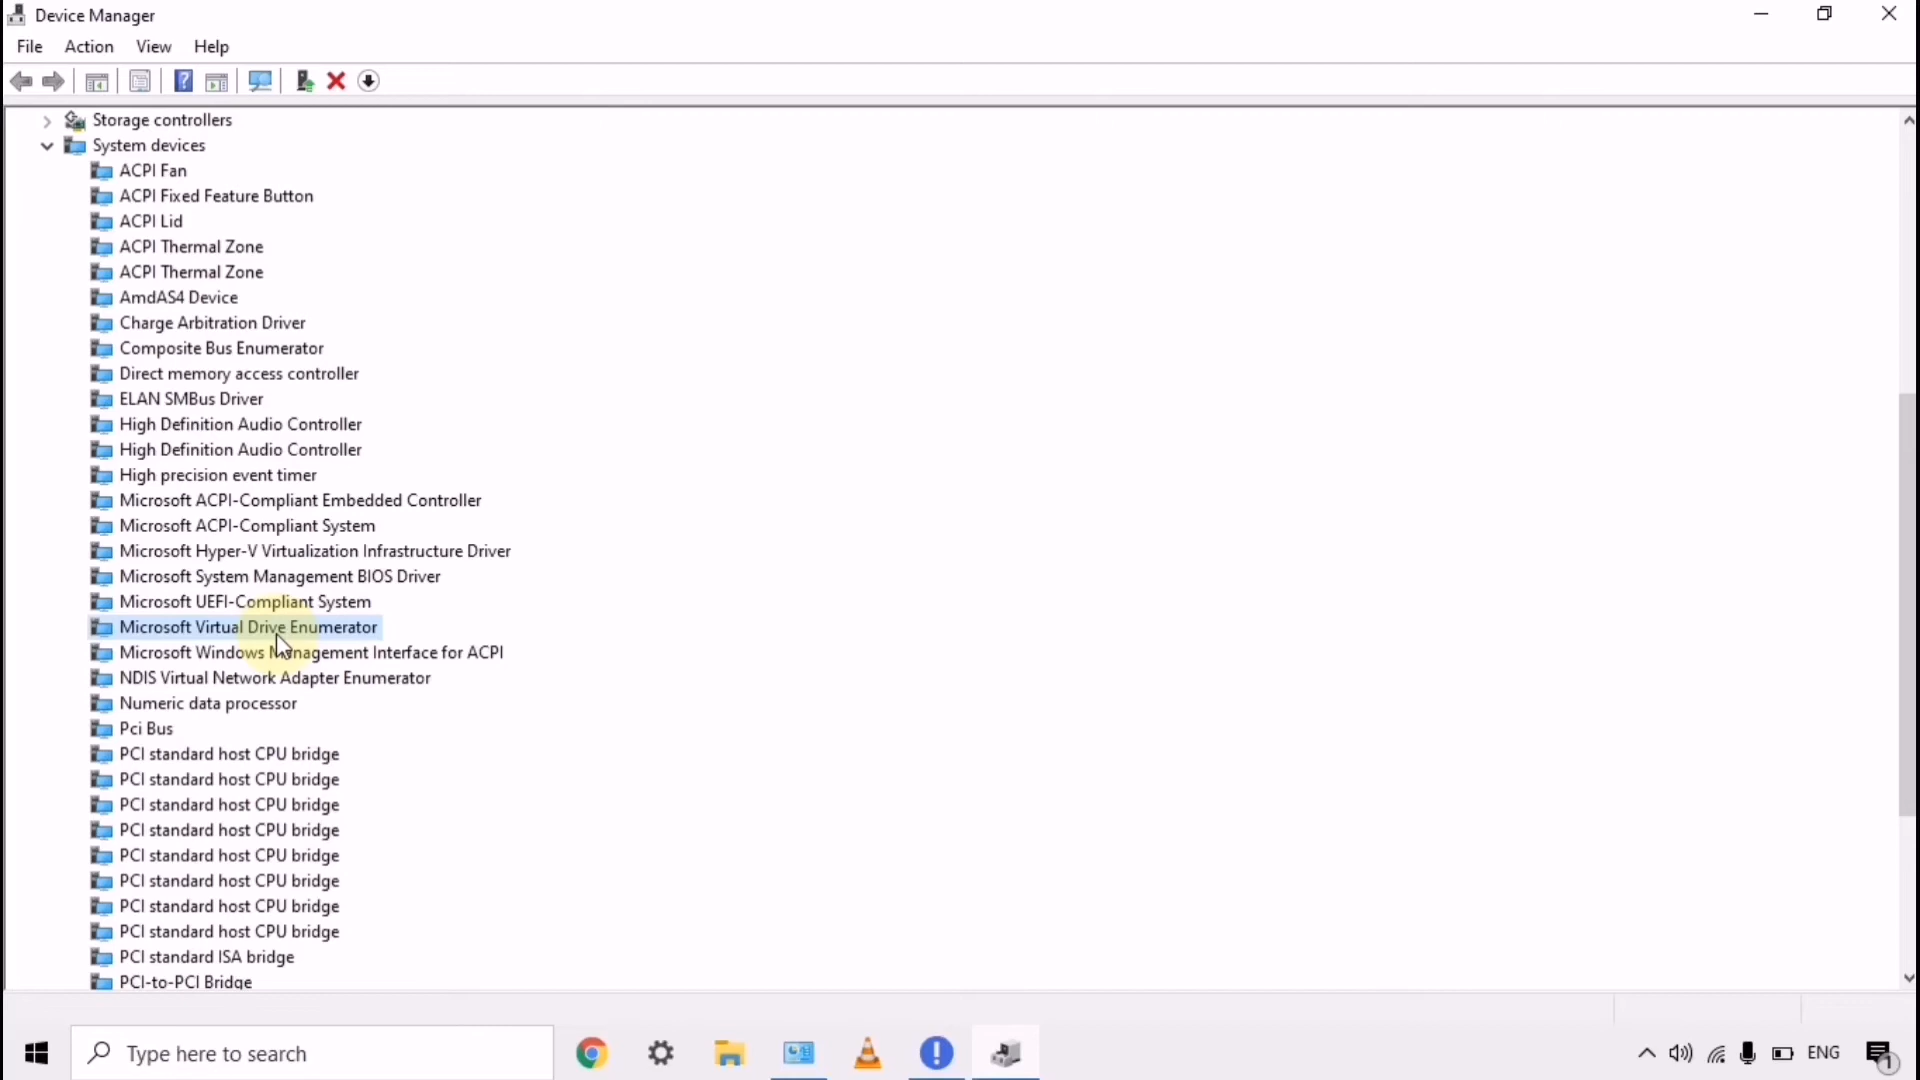 Device Manager
File Action View Help
Storage controllers
System devices
ACPI Fan
ACPI Fixed Feature Button
ACPI Lid
ACPI Thermal Zone
ACPI Thermal Zone
AmdAS4 Device
Charge Arbitration Driver
Composite Bus Enumerator
Direct memory access controller
ELAN SMBus Driver
High Definition Audio Controller
High Definition Audio Controller
High precision event timer
Microsoft ACPI-Compliant Embedded Controller
Microsoft ACPI-Compliant System
Microsoft Hyper-V Virtualization Infrastructure Driver
Microsoft System Management BIOS Driver
Microsoft UEFI-Compliant System
Microsoft Virtual Drive Enumerator
Microsoft Windows Management Interface for ACPI
NDIS Virtual Network Adapter Enumerator
Numeric data processor
Pci Bus
PCI standard host CPU bridge
PCI standard host CPU bridge
PCI standard host CPU bridge
PCI standard host CPU bridge
PCI standard host CPU bridge
PCI standard host CPU bridge
PCI standard host CPU bridge
PCI standard host CPU bridge
PCI standard ISA bridge
PCI-to-PCI Bridge
Type here to search
ENG
1